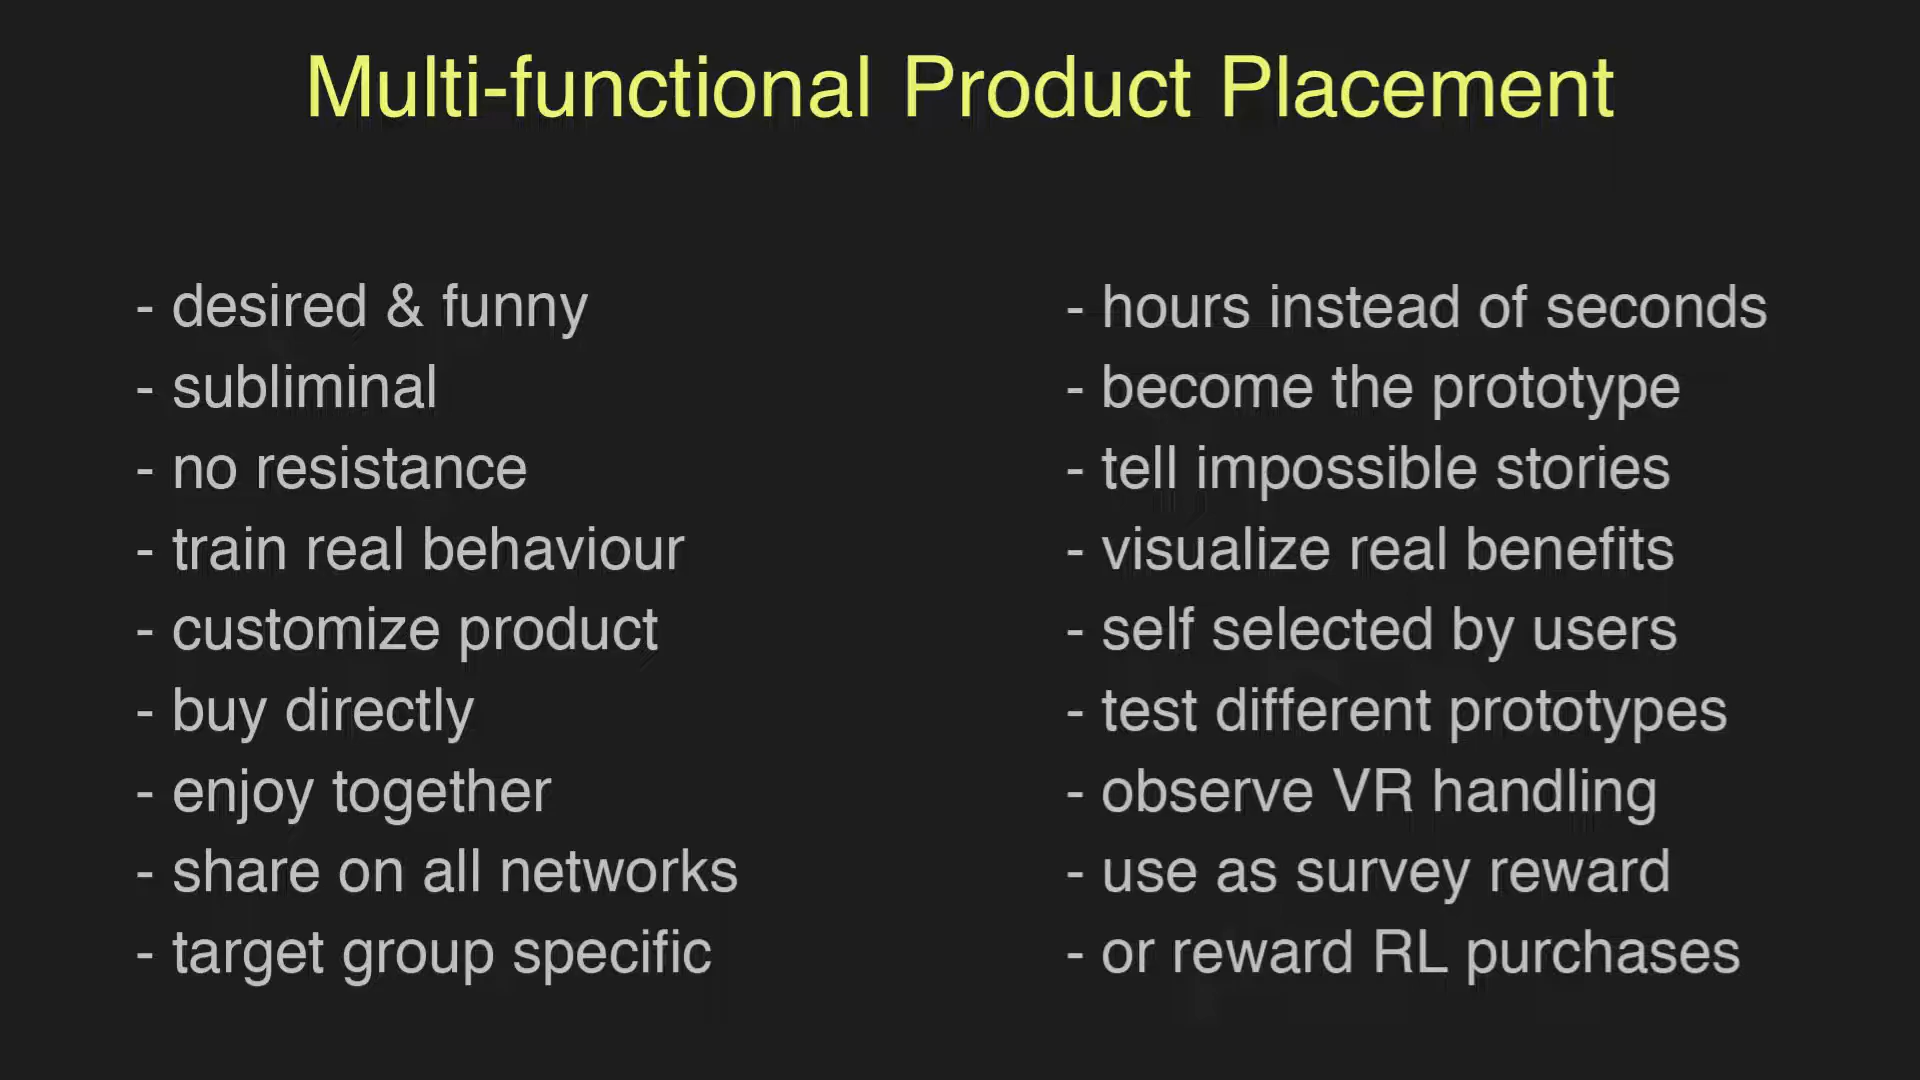 Multi-functional Product Placement
- desired & funny
- subliminal
- no resistance
- train real behaviour
- customize product
- buy directly
- enjoy together
- share on all networks
- target group specific
- hours instead of seconds
- become the prototype
- tell impossible stories
- visualize real benefits
- self selected by users
- test different prototypes
- observe VR handling
- use as survey reward
- or reward RL purchases